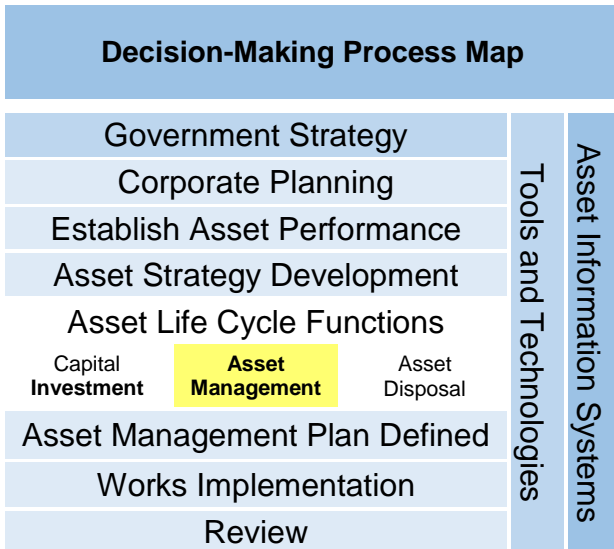 Decision-Making Process Map
Government Strategy
Corporate Planning
Establish Asset Performance
Asset Strategy Development
Asset Life Cycle Functions
Capital
Investment
Asset
Management
Asset
Disposal
Asset Management Plan Defined
Works Implementation
Review
Tools and Technologies
Asset Information Systems